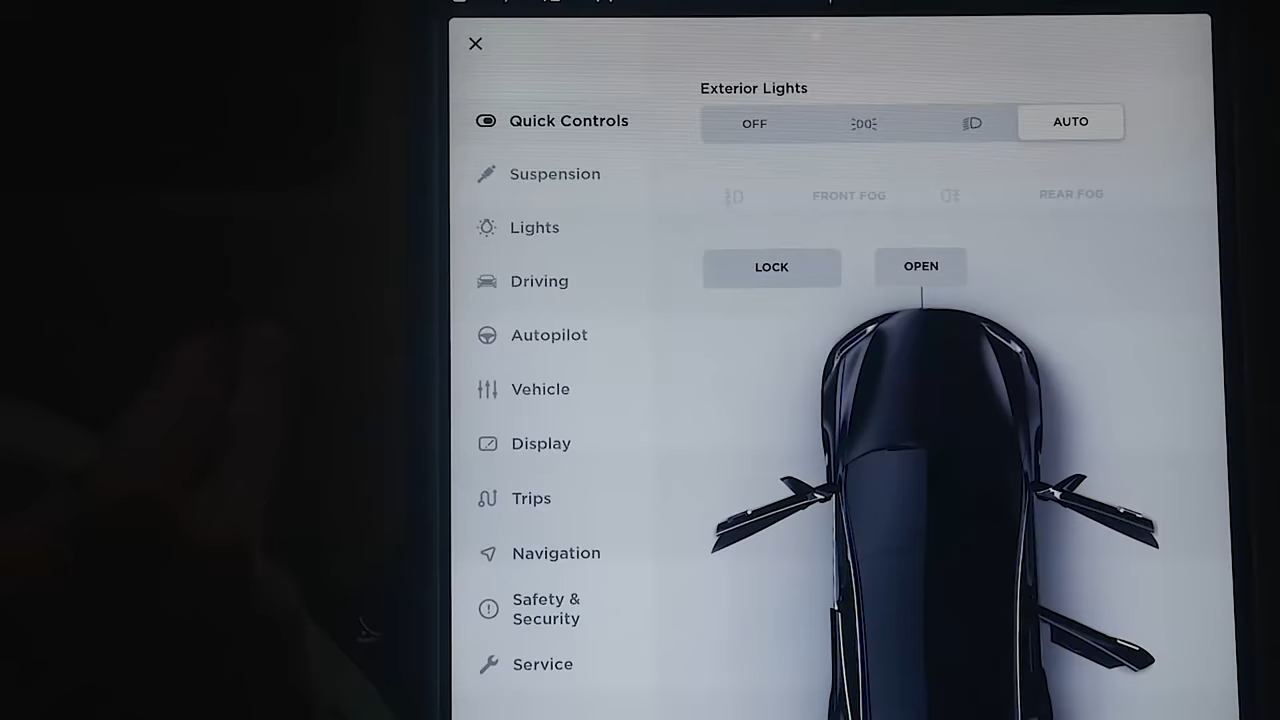 Exterior Lights
OFF
AUTO
FRONT FOG
REAR FOG
LOCK
OPEN
Quick Controls
Suspension
Lights
Driving
Autopilot
Vehicle
Display
Trips
Navigation
Safety &
Security
Service